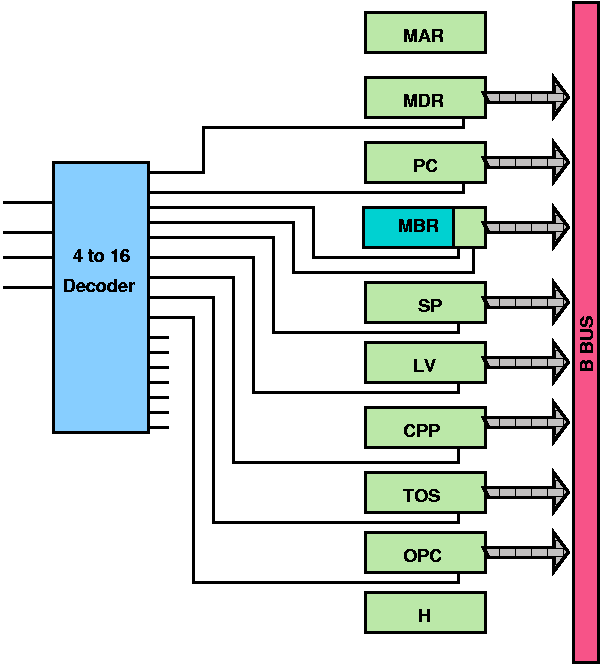 MAR
MDR
PC
MBR
4 to 16
Decoder
SP
LV
CPP
TOS
OPC
H
B BUS